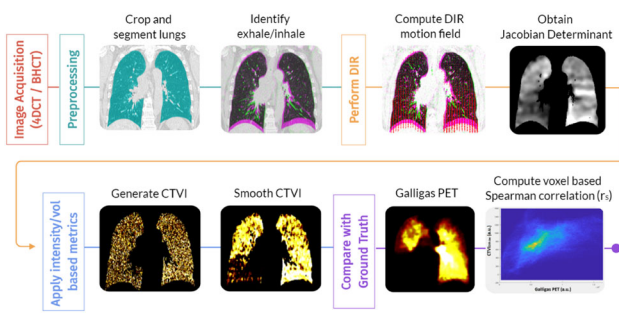 Image Acquisition
(4DCT / BHCT)
Preprocessing
Crop and
segment lungs
Identify
exhale/inhale
Perform DIR
Compute DIR
motion field
Obtain
Jacobian Determinant
Apply intensity/vol
based metrics
Generate CTVI
Smooth CTVI
Compare with
Ground Truth
Galligas PET
Compute voxel based
Spearman correlation (rₛ)
Galligas PET (a.u.)